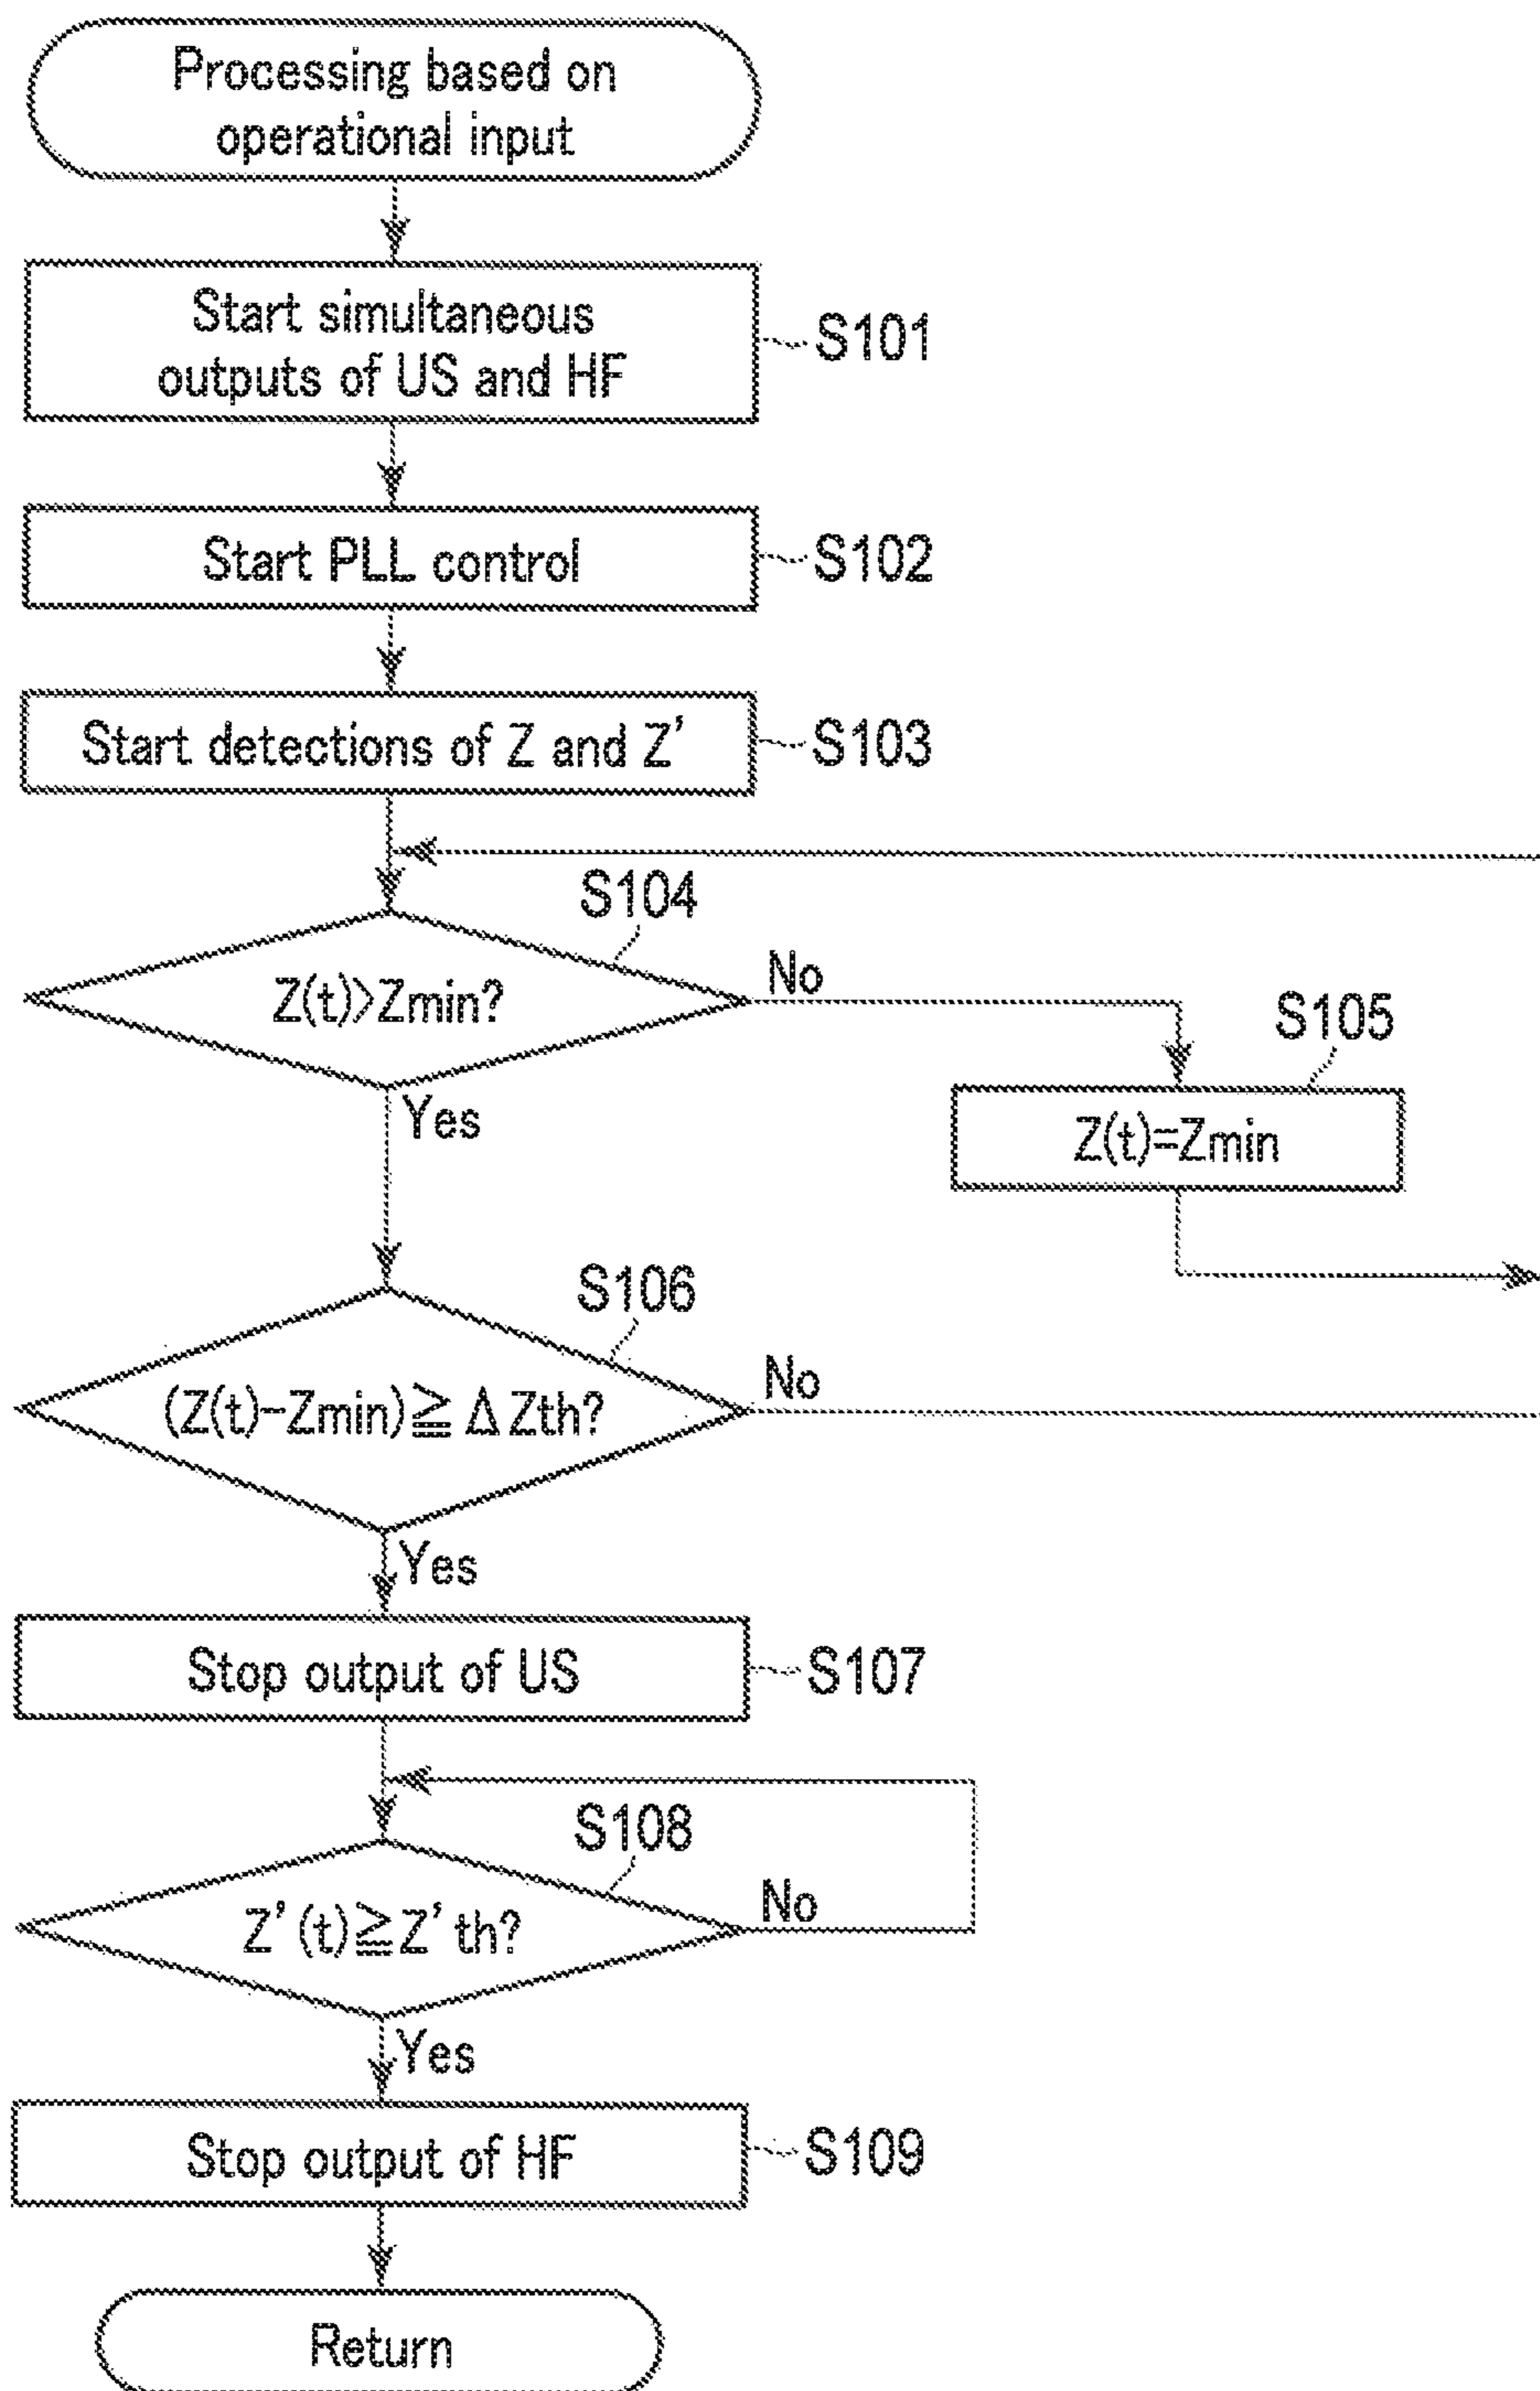 Processing based on
operational input
Start simultaneous
outputs of US and HF
S101
Start PLL control
S102
Start detections of Z and Z'
S103
S104
Z(t)>Zmin?
No
Yes
S105
Z(t)=Zmin
S106
(Z(t)-Zmin)≧ΔZth?
No
Yes
Stop output of US
S107
S108
Z'(t)≧Z'th?
No
Yes
Stop output of HF
S109
Return